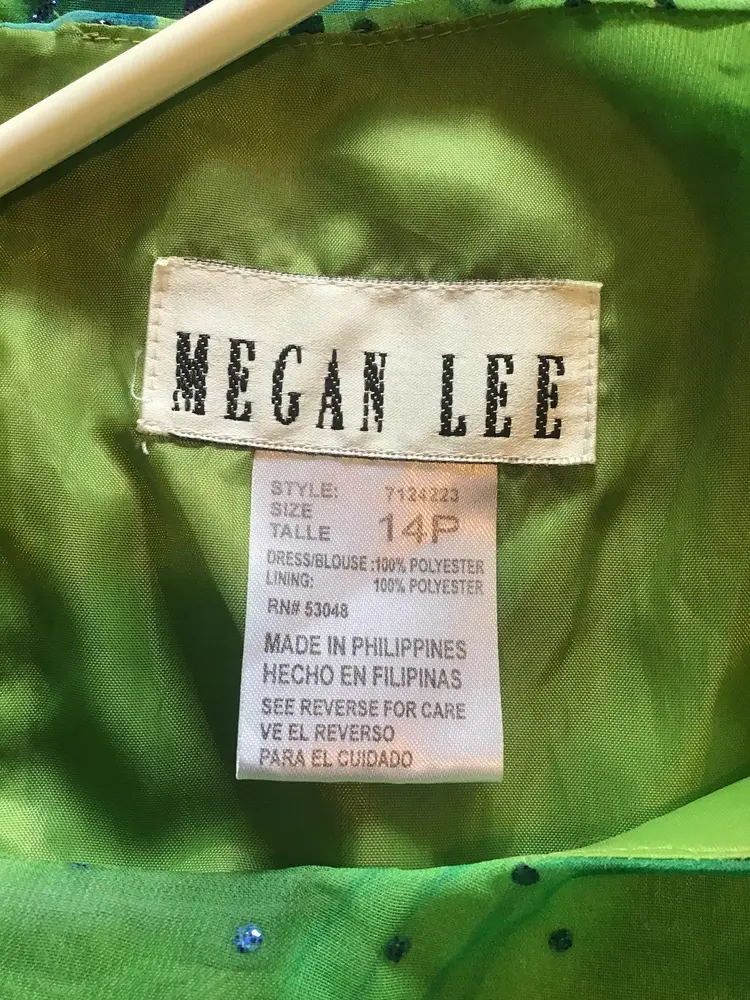 MEGAN LEE
STYLE: 7124223
SIZE
TALLE 14P
DRESS/BLOUSE :100% POLYESTER
LINING: 100% POLYESTER
RN# 53048
MADE IN PHILIPPINES
HECHO EN FILIPINAS
SEE REVERSE FOR CARE
VE EL REVERSO
PARA EL CUIDADO